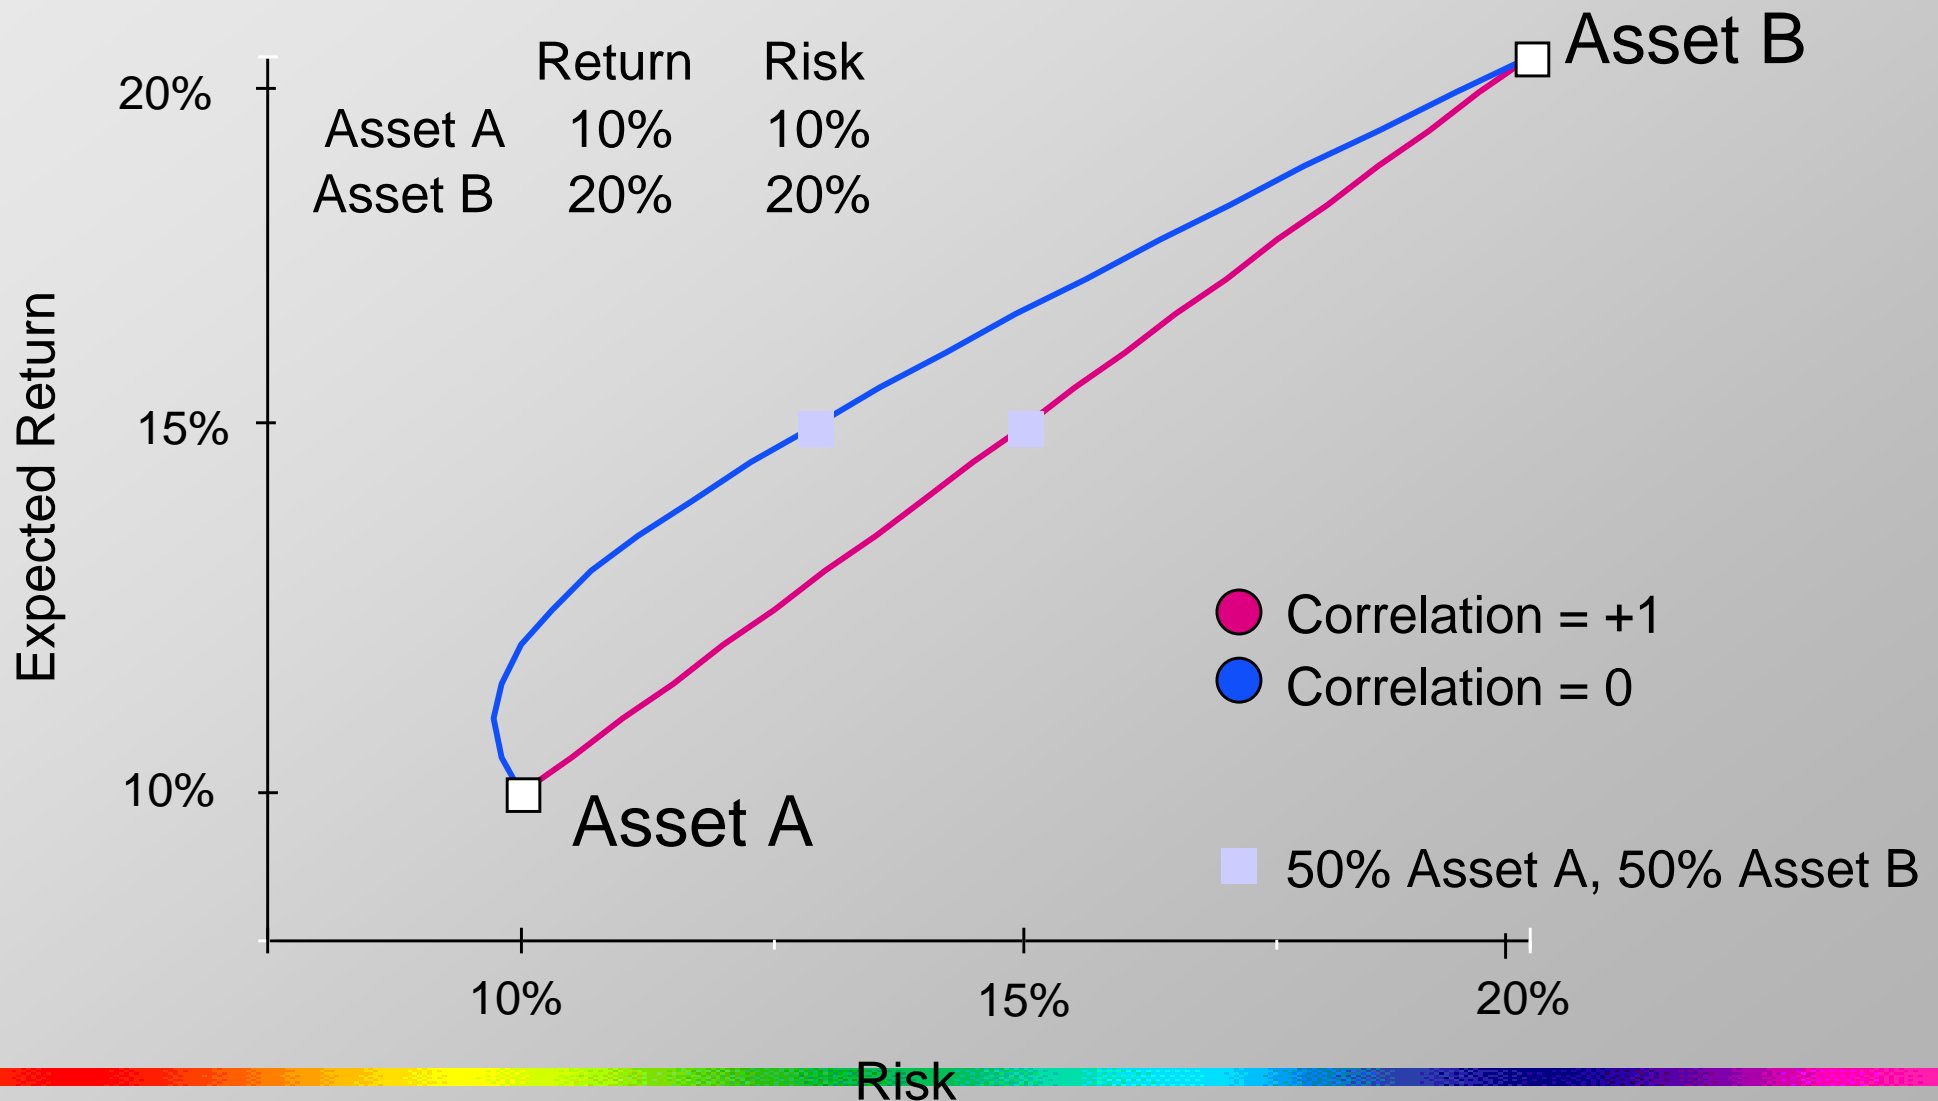 Asset B
Return Risk
20%
Asset A 10% 10%
Asset B 20% 20%
Expected Return
15%
Correlation = +1
Correlation = 0
10%
Asset A
50% Asset A, 50% Asset B
10% 15% 20%
Risk